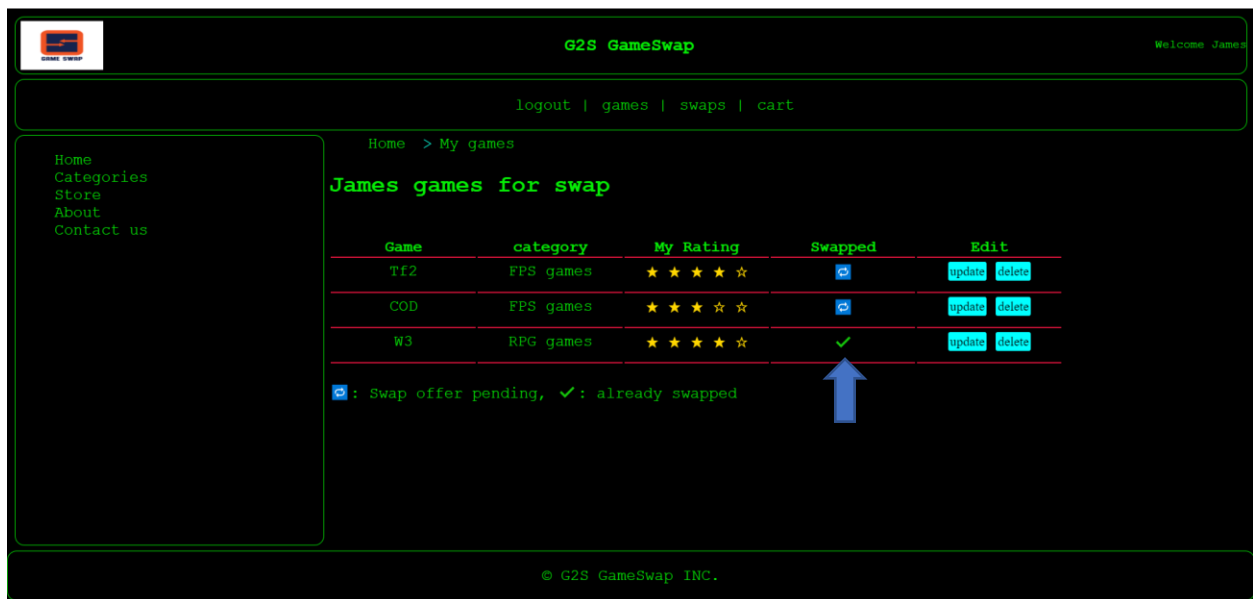 GAME SWAP
G2S GameSwap
Welcome James
logout | games | swaps | cart
Home
Categories
Store
About
Contact us
Home > My games
James games for swap
Game category My Rating Swapped Edit
Tf2 FPS games ★ ★ ★ ★ ☆ update delete
COD FPS games ★ ★ ★ ☆ ☆ update delete
W3 RPG games ★ ★ ★ ★ ☆ ✓ update delete
: Swap offer pending, ✓: already swapped
© G2S GameSwap INC.